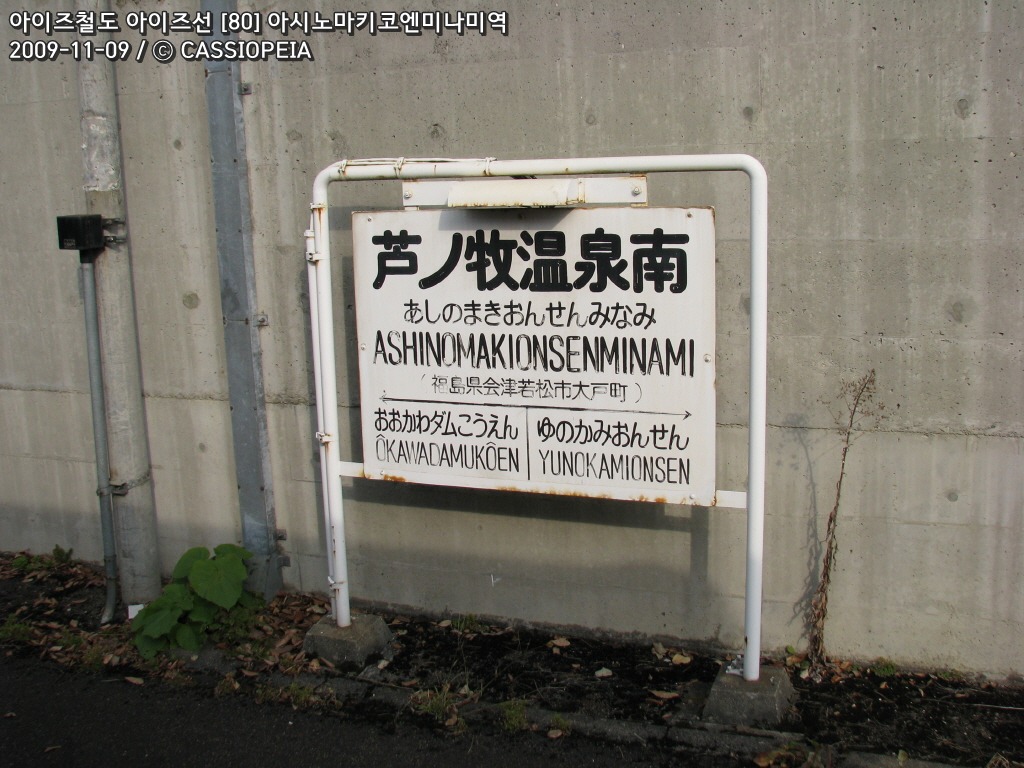 아이즈철도 아이즈선 [80] 아시노마키코엔미나미역
2009-11-09 / © CASSIOPEIA
芦ノ牧温泉南
あしのまきおんせんみなみ
ASHINOMAKIONSENMINAMI
（福島県会津若松市大戸町）
おおかわダムこうえん ゆのかみおんせん
ÔKAWADAMUKÔEN YUNOKAMIONSEN